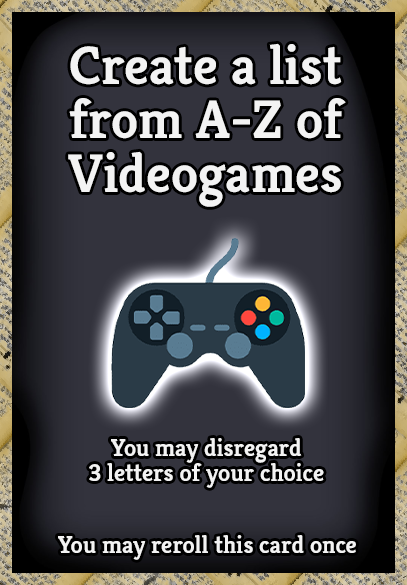 Create a list
from A-Z of
Videogames
You may disregard
3 letters of your choice
You may reroll this card once